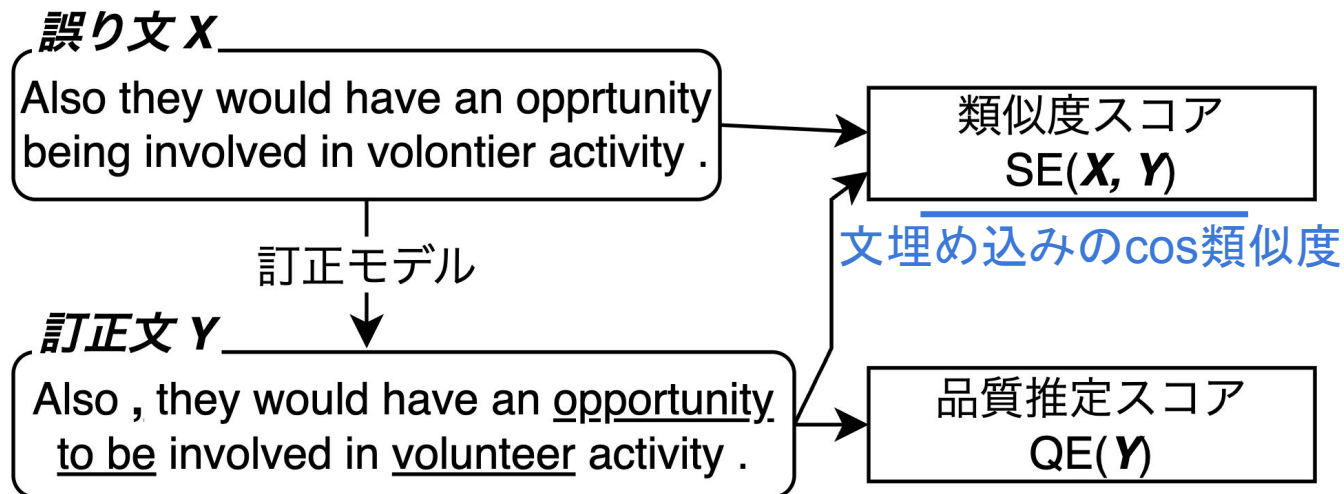 誤り文 X
Also they would have an opprtunity
being involved in volontier activity .
訂正モデル
訂正文 Y
Also , they would have an opportunity
to be involved in volunteer activity .
類似度スコア
SE(X, Y)
文埋め込みのcos類似度
品質推定スコア
QE(Y)